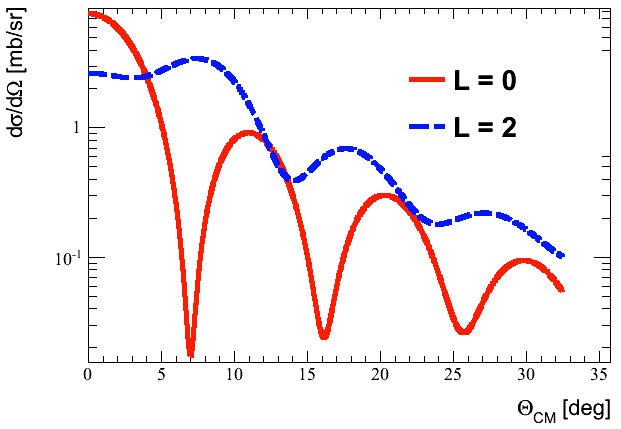 dσ/dΩ [mb/sr]
L = 0
L = 2
1
10⁻¹
0 5 10 15 20 25 30 35
Θ_CM [deg]